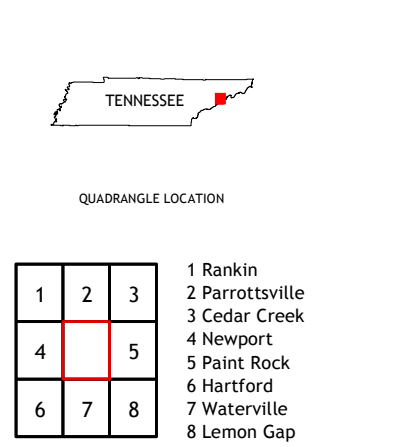 TENNESSEE
QUADRANGLE LOCATION
1 2 3
4 5
6 7 8
1 Rankin
2 Parrottsville
3 Cedar Creek
4 Newport
5 Paint Rock
6 Hartford
7 Waterville
8 Lemon Gap